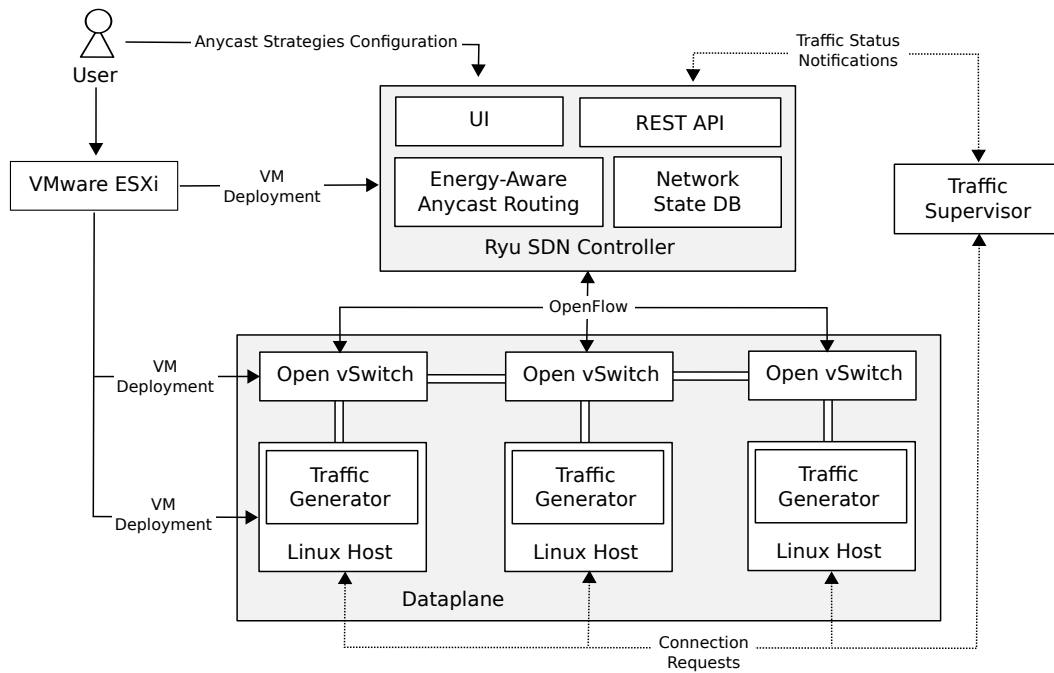 User
Anycast Strategies Configuration
Traffic Status
Notifications
UI
REST API
VMware ESXi
VM
Deployment
Energy-Aware
Anycast Routing
Network
State DB
Ryu SDN Controller
Traffic
Supervisor
OpenFlow
VM
Deployment
Open vSwitch
Open vSwitch
Open vSwitch
VM
Deployment
Traffic
Generator
Linux Host
Traffic
Generator
Linux Host
Traffic
Generator
Linux Host
Dataplane
Connection
Requests